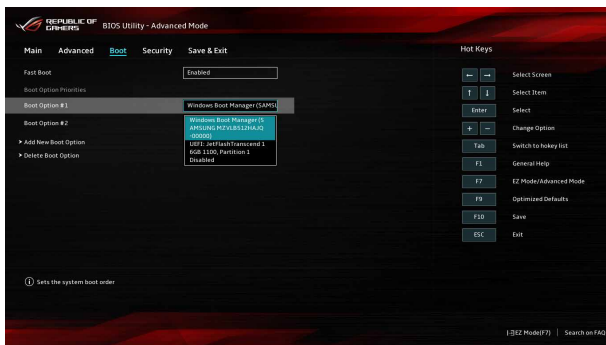 REPUBLIC OF
GAMERS
BIOS Utility - Advanced Mode
Main Advanced Boot Security Save & Exit
Hot Keys
Fast Boot Enabled
Boot Option Priorities
Boot Option #1 Windows Boot Manager (SAMSU
Boot Option #2
Windows Boot Manager (S
AMSUNG MZVLB512HAJQ
-00000)
UEFI: JetFlashTranscend 1
6GB 1100, Partition 1
Disabled
> Add New Boot Option
> Delete Boot Option
← → Select Screen
↑ ↓ Select Item
Enter Select
+ - Change Option
Tab Switch to hokey list
F1 General Help
F7 EZ Mode/Advanced Mode
F9 Optimized Defaults
F10 Save
ESC Exit
i Sets the system boot order
EZ Mode(F7) | Search on FAQ